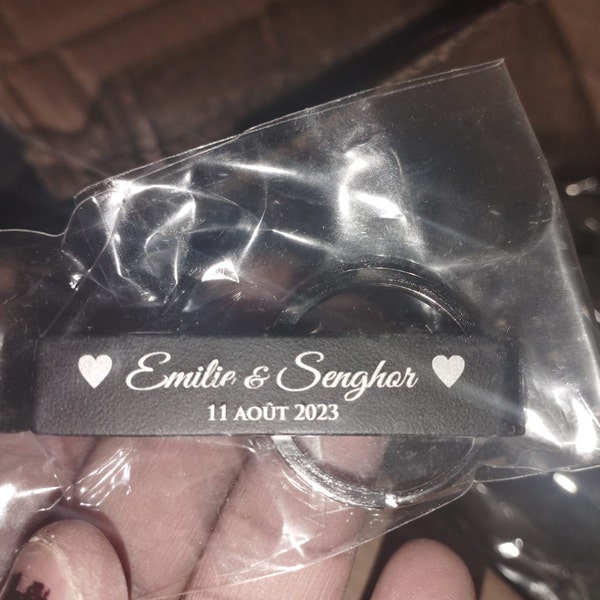 ♥ Emilie & Senghor ♥
11 AOÛT 2023